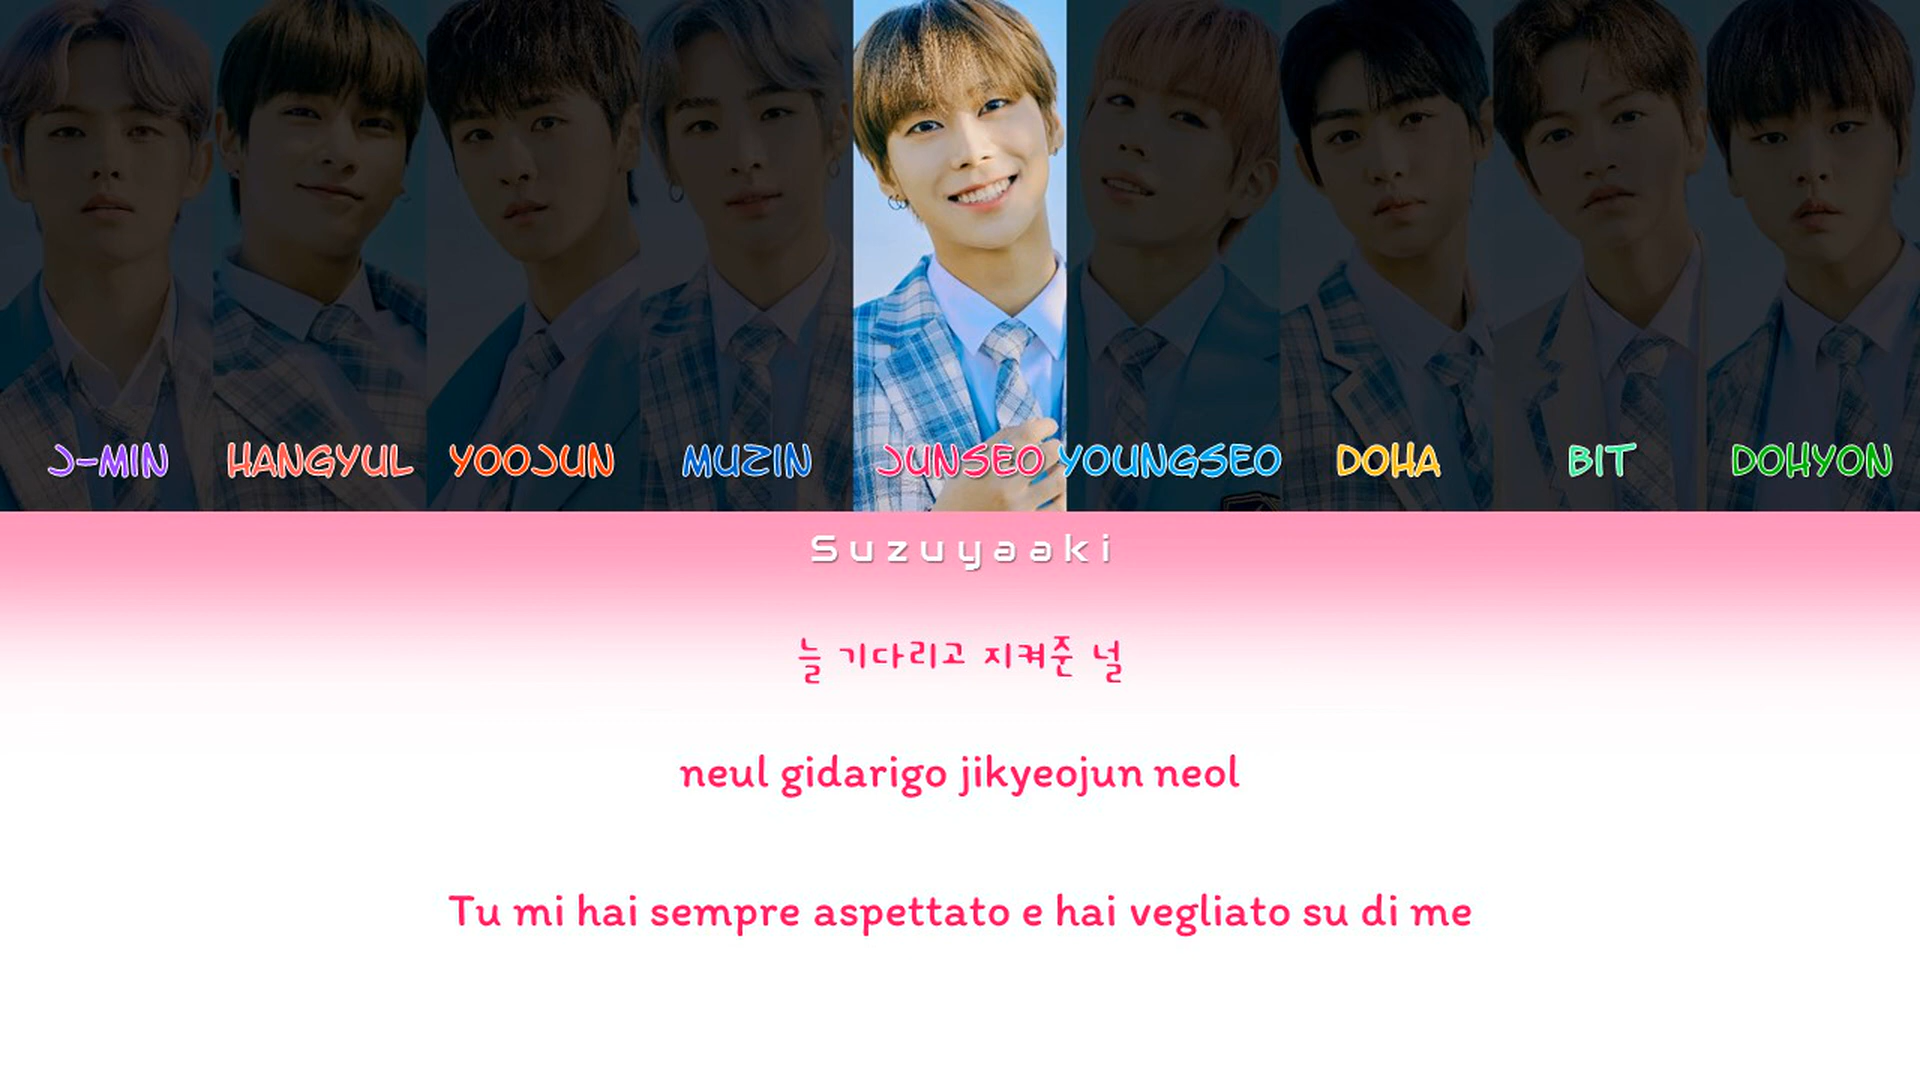 J-MIN HANGYUL YOOJUN MUZIN JUNSEO YOUNGSEO DOHA BIT DOHYON
Suzuyaaki
늘 기다리고 지켜준 널
neul gidarigo jikyeojun neol
Tu mi hai sempre aspettato e hai vegliato su di me